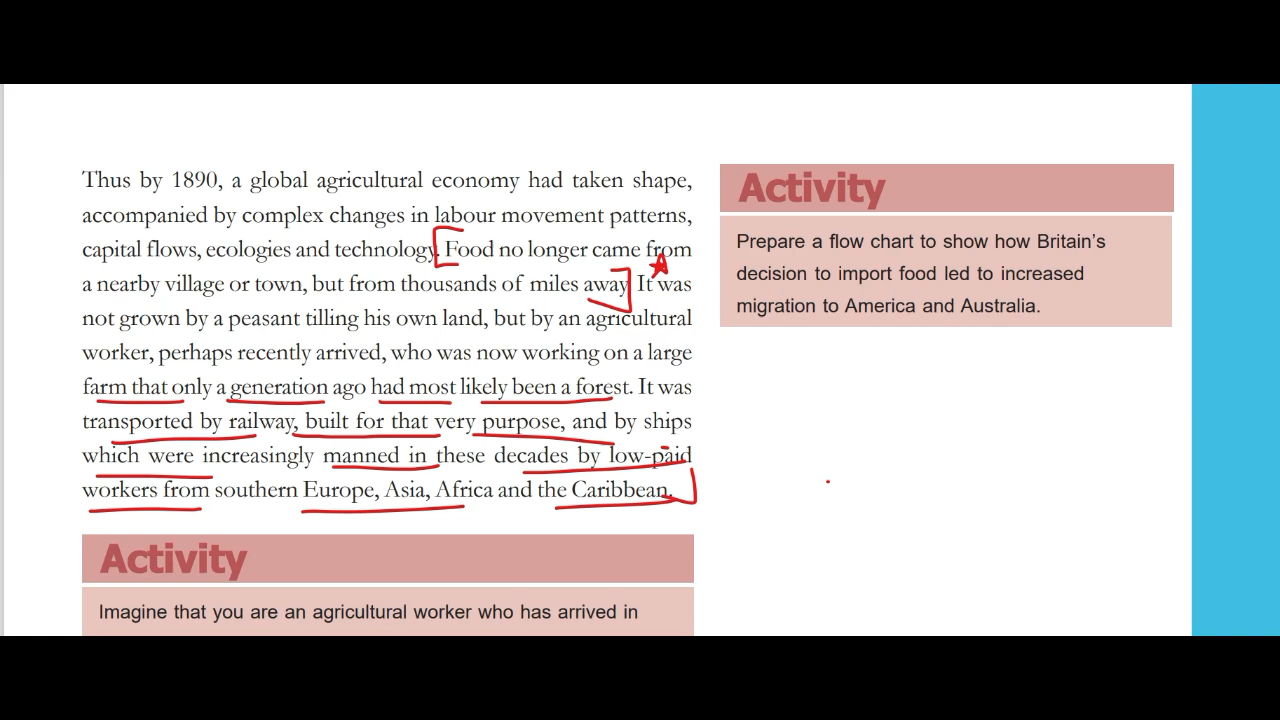 Thus by 1890, a global agricultural economy had taken shape,
accompanied by complex changes in labour movement patterns,
capital flows, ecologies and technology. Food no longer came from
a nearby village or town, but from thousands of miles away. It was
not grown by a peasant tilling his own land, but by an agricultural
worker, perhaps recently arrived, who was now working on a large
farm that only a generation ago had most likely been a forest. It was
transported by railway, built for that very purpose, and by ships
which were increasingly manned in these decades by low-paid
workers from southern Europe, Asia, Africa and the Caribbean.
Activity
Imagine that you are an agricultural worker who has arrived in
Activity
Prepare a flow chart to show how Britain’s
decision to import food led to increased
migration to America and Australia.